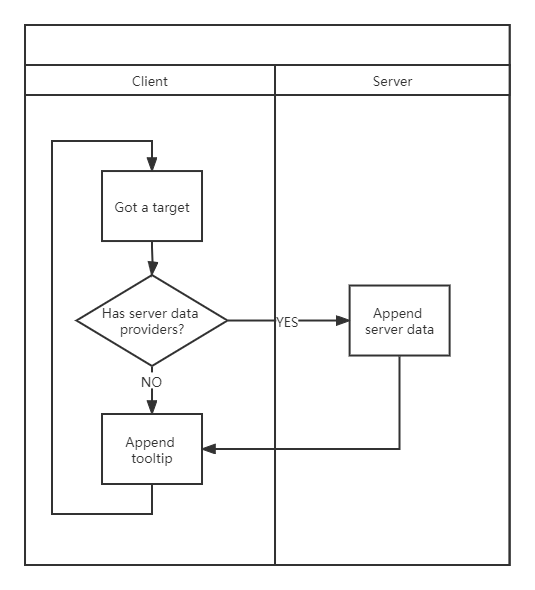 Client
Server
Got a target
Has server data
providers?
YES
Append
server data
NO
Append
tooltip